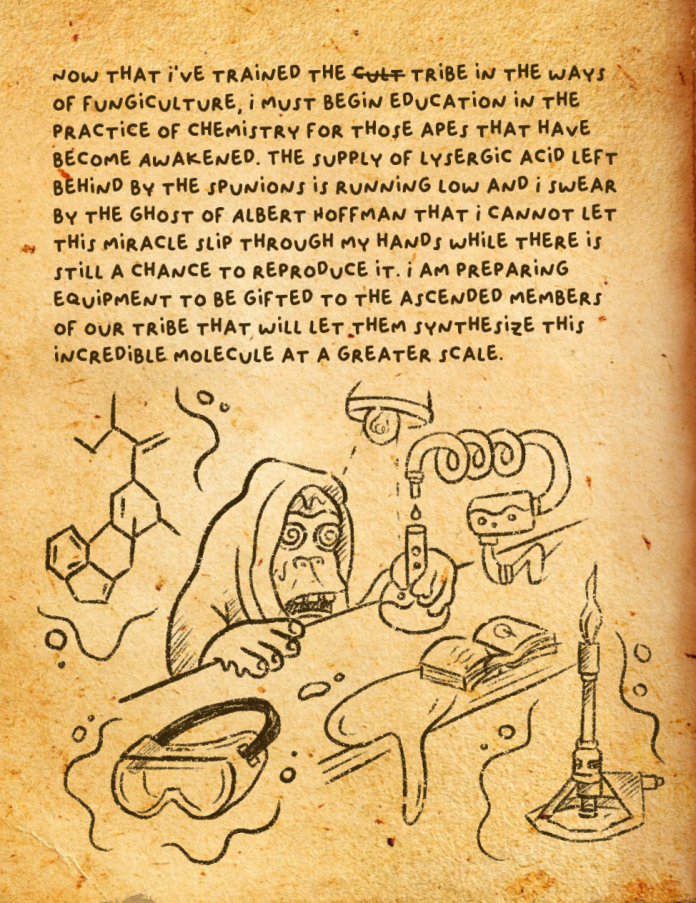 NOW THAT i'VE TRAiNED THE CULT TRiBE iN THE WAYS
OF FUNGiCULTURE, i MUST BEGiN EDUCATiON iN THE
PRACTiCE OF CHEMiSTRY FOR THOSE APES THAT HAVE
BECOME AWAKENED. THE SUPPLY OF LYSERGiC ACiD LEFT
BEHiND BY THE SPUNiONS iS RUNNiNG LOW AND i SWEAR
BY THE GHOST OF ALBERT HOFFMAN THAT i CANNOT LET
THiS MiRACLE SLiP THROUGH MY HANDS WHiLE THERE iS
STiLL A CHANCE TO REPRODUCE iT. i AM PREPARiNG
EQUiPMENT TO BE GiFTED TO THE ASCENDED MEMBERS
OF OUR TRiBE THAT WiLL LET THEM SYNTHESiZE THiS
iNCREDiBLE MOLECULE AT A GREATER SCALE.